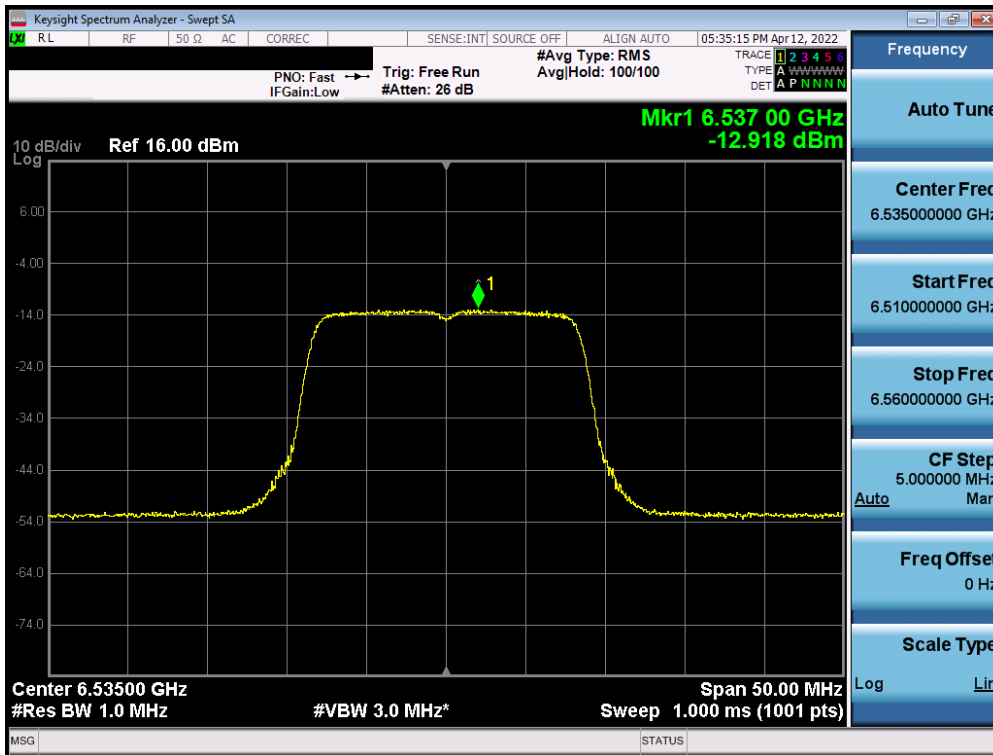 Keysight Spectrum Analyzer - Swept SA
LXI RL RF 50 Ω AC CORREC SENSE:INT SOURCE OFF ALIGN AUTO 05:35:15 PM Apr 12, 2022
PNO: Fast
IFGain:Low
Trig: Free Run
#Atten: 26 dB
#Avg Type: RMS
Avg|Hold: 100/100
TRACE 1 2 3 4 5 6
TYPE A WWWWW
DET A P N N N N
Mkr1 6.537 00 GHz
-12.918 dBm
10 dB/div Ref 16.00 dBm
Log
6.00
-4.00
-14.0
-24.0
-34.0
-44.0
-54.0
-64.0
-74.0
1
Center 6.53500 GHz Span 50.00 MHz
#Res BW 1.0 MHz #VBW 3.0 MHz* Sweep 1.000 ms (1001 pts)
MSG STATUS
Frequency
Auto Tune
Center Freq
6.535000000 GHz
Start Freq
6.510000000 GHz
Stop Freq
6.560000000 GHz
CF Step
5.000000 MHz
Auto Man
Freq Offset
0 Hz
Scale Type
Log Lin